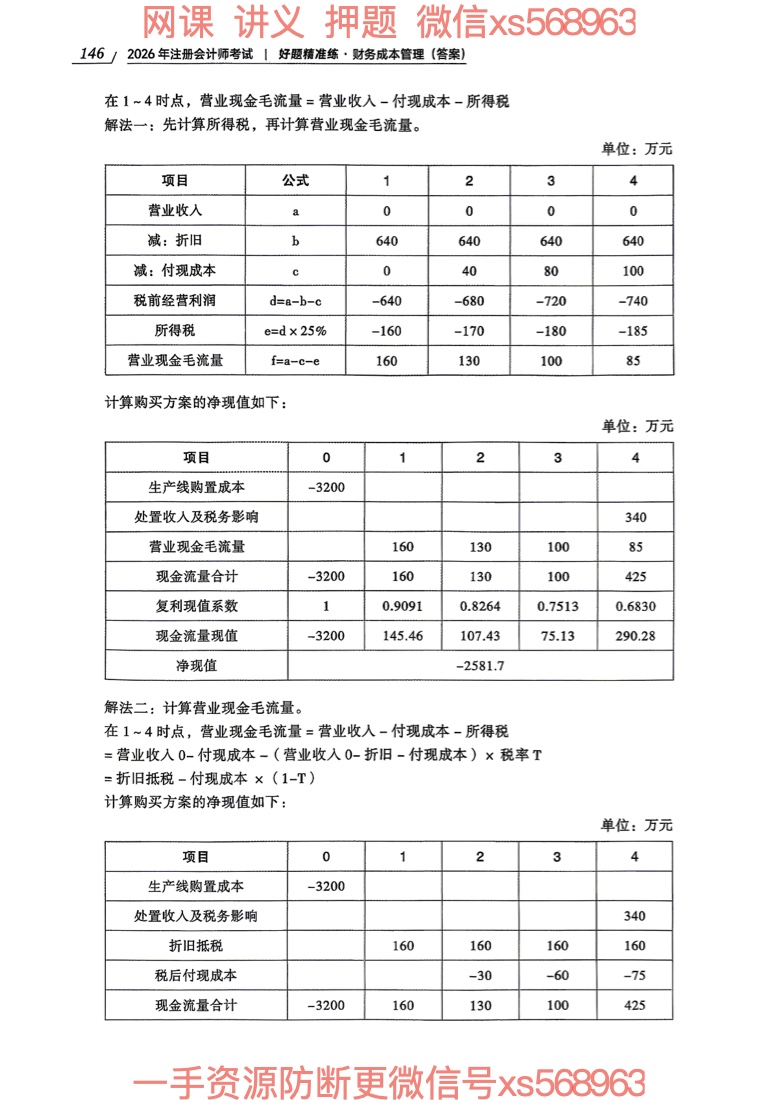 网课 讲义 押题 微信xs568963
146 / 2026年注册会计师考试 | 好题精准练·财务成本管理（答案）
在1~4时点，营业现金毛流量=营业收入-付现成本-所得税
解法一：先计算所得税，再计算营业现金毛流量。
单位：万元
项目 公式 1 2 3 4
营业收入 a 0 0 0 0
减：折旧 b 640 640 640 640
减：付现成本 c 0 40 80 100
税前经营利润 d=a-b-c -640 -680 -720 -740
所得税 e=d×25% -160 -170 -180 -185
营业现金毛流量 f=a-c-e 160 130 100 85
计算购买方案的净现值如下：
单位：万元
项目 0 1 2 3 4
生产线购置成本 -3200
处置收入及税务影响 340
营业现金毛流量 160 130 100 85
现金流量合计 -3200 160 130 100 425
复利现值系数 1 0.9091 0.8264 0.7513 0.6830
现金流量现值 -3200 145.46 107.43 75.13 290.28
净现值 -2581.7
解法二：计算营业现金毛流量。
在1~4时点，营业现金毛流量=营业收入-付现成本-所得税
=营业收入0-付现成本-（营业收入0-折旧-付现成本）×税率T
=折旧抵税-付现成本×（1-T）
计算购买方案的净现值如下：
单位：万元
项目 0 1 2 3 4
生产线购置成本 -3200
处置收入及税务影响 340
折旧抵税 160 160 160 160
税后付现成本 -30 -60 -75
现金流量合计 -3200 160 130 100 425
一手资源防断更微信号xs568963